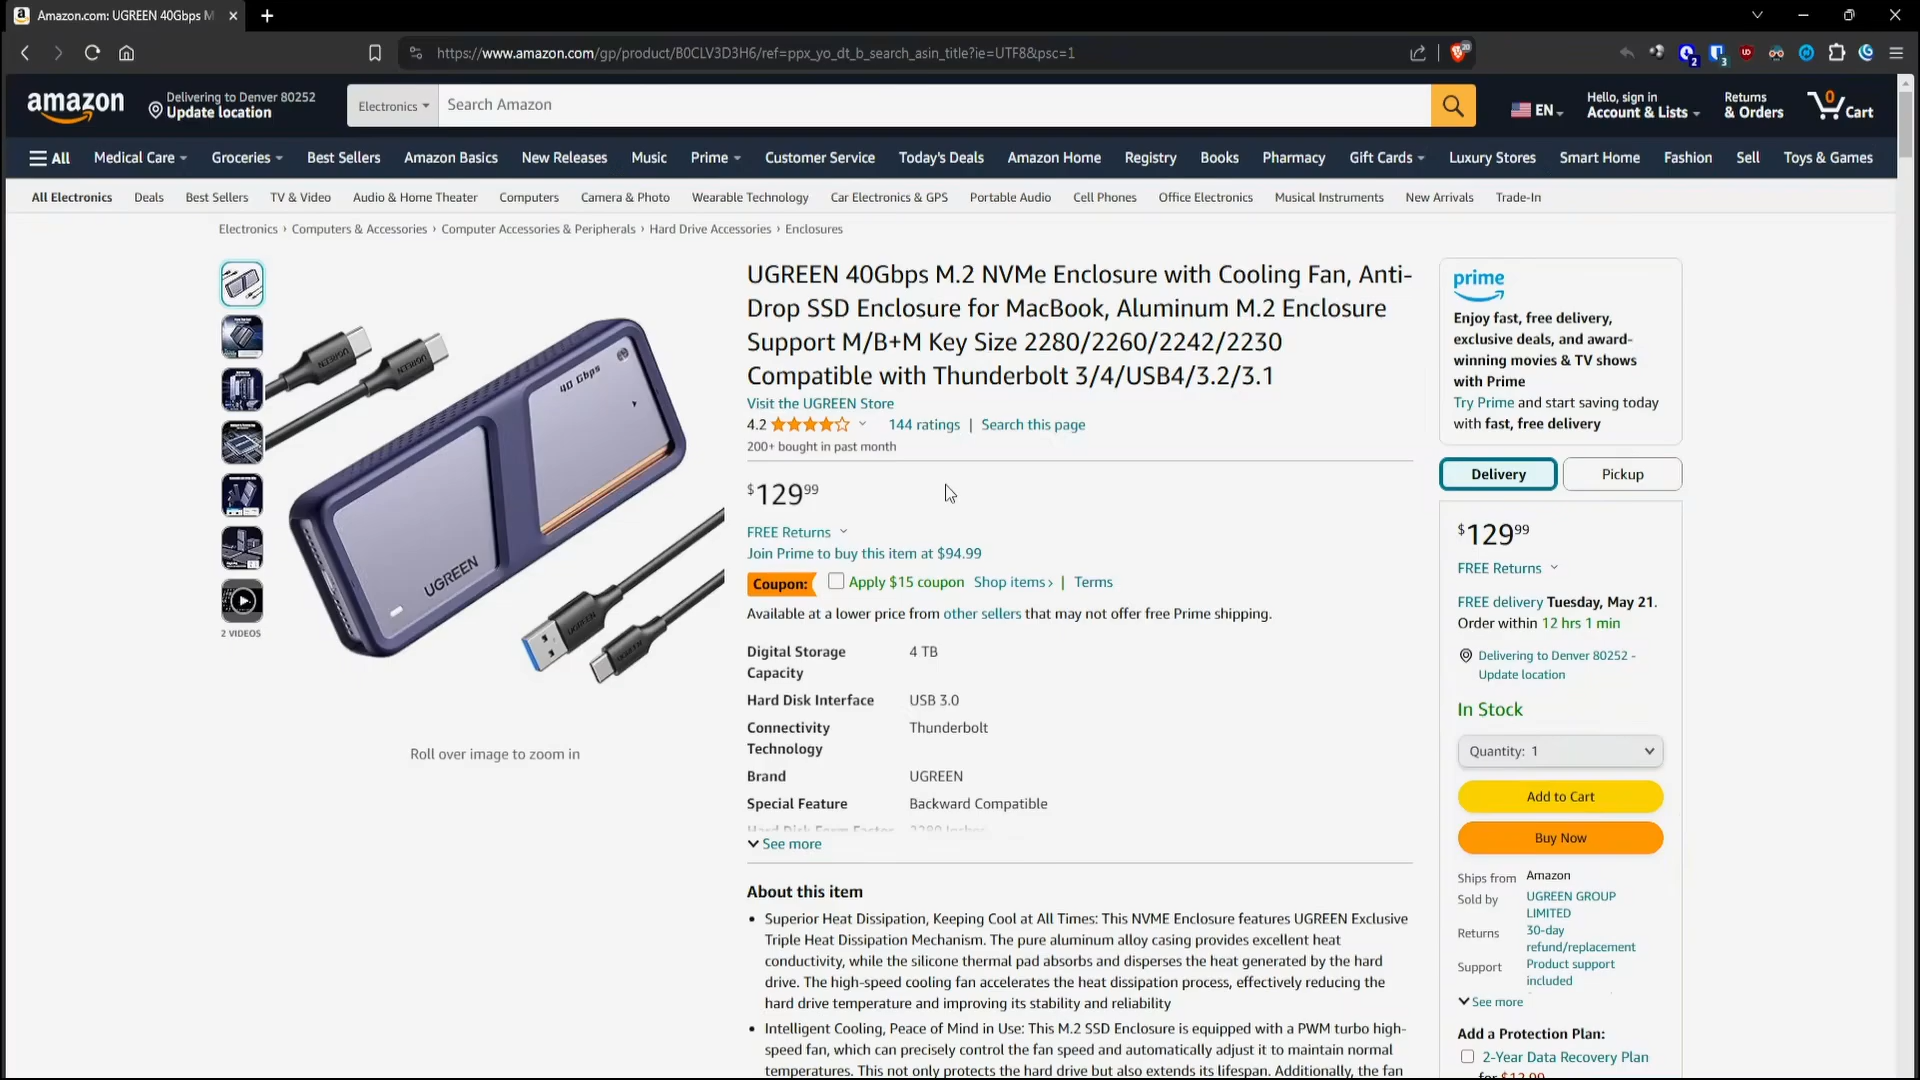 Amazon.com: UGREEN 40Gbps M
https://www.amazon.com/gp/product/B0CLV3D3H6/ref=ppx_yo_dt_b_search_asin_title?ie=UTF8&psc=1
20
2
3
amazon
Delivering to Denver 80252
Update location
Electronics
Search Amazon
EN
Hello, sign in
Account & Lists
Returns
& Orders
0
Cart
All
Medical Care
Groceries
Best Sellers
Amazon Basics
New Releases
Music
Prime
Customer Service
Today's Deals
Amazon Home
Registry
Books
Pharmacy
Gift Cards
Luxury Stores
Smart Home
Fashion
Sell
Toys & Games
All Electronics
Deals
Best Sellers
TV & Video
Audio & Home Theater
Computers
Camera & Photo
Wearable Technology
Car Electronics & GPS
Portable Audio
Cell Phones
Office Electronics
Musical Instruments
New Arrivals
Trade-In
Electronics › Computers & Accessories › Computer Accessories & Peripherals › Hard Drive Accessories › Enclosures
UGREEN
UGREEN
40 Gbps
UGREEN
2 VIDEOS
Roll over image to zoom in
UGREEN 40Gbps M.2 NVMe Enclosure with Cooling Fan, Anti-
Drop SSD Enclosure for MacBook, Aluminum M.2 Enclosure
Support M/B+M Key Size 2280/2260/2242/2230
Compatible with Thunderbolt 3/4/USB4/3.2/3.1
Visit the UGREEN Store
4.2
144 ratings | Search this page
200+ bought in past month
$129 99
FREE Returns
Join Prime to buy this item at $94.99
Coupon: Apply $15 coupon Shop items › | Terms
Available at a lower price from other sellers that may not offer free Prime shipping.
Digital Storage 4 TB
Capacity
Hard Disk Interface USB 3.0
Connectivity Thunderbolt
Technology
Brand UGREEN
Special Feature Backward Compatible
Hard Disk Form Factor 2280 Inches
See more
About this item
• Superior Heat Dissipation, Keeping Cool at All Times: This NVME Enclosure features UGREEN Exclusive
Triple Heat Dissipation Mechanism. The pure aluminum alloy casing provides excellent heat
conductivity, while the silicone thermal pad absorbs and disperses the heat generated by the hard
drive. The high-speed cooling fan accelerates the heat dissipation process, effectively reducing the
hard drive temperature and improving its stability and reliability
• Intelligent Cooling, Peace of Mind in Use: This M.2 SSD Enclosure is equipped with a PWM turbo high-
speed fan, which can precisely control the fan speed and automatically adjust it to maintain normal
temperatures. This not only protects the hard drive but also extends its lifespan. Additionally, the fan
prime
Enjoy fast, free delivery,
exclusive deals, and award-
winning movies & TV shows
with Prime
Try Prime and start saving today
with fast, free delivery
Delivery
Pickup
$129 99
FREE Returns
FREE delivery Tuesday, May 21.
Order within 12 hrs 1 min
Delivering to Denver 80252 -
Update location
In Stock
Quantity: 1
Add to Cart
Buy Now
Ships from Amazon
Sold by UGREEN GROUP
LIMITED
Returns 30-day
refund/replacement
Support Product support
included
See more
Add a Protection Plan:
2-Year Data Recovery Plan
for $12.99